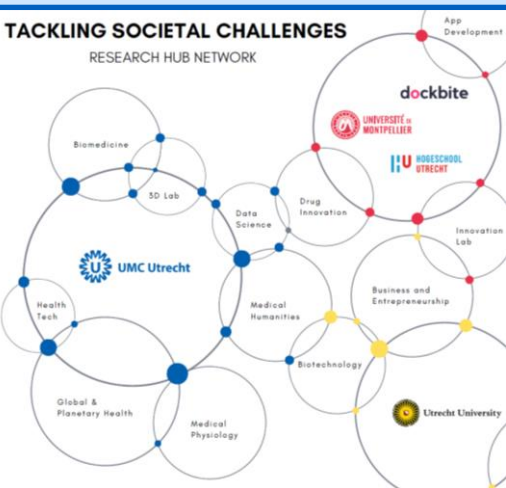 TACKLING SOCIETAL CHALLENGES
RESEARCH HUB NETWORK
App
Development
dockbite
UNIVERSITÉ DE
MONTPELLIER
HU HOGESCHOOL
UTRECHT
Biomedicine
3D Lab
Data
Science
Drug
Innovation
Innovation
Lab
UMC Utrecht
Health
Tech
Medical
Humanities
Business and
Entrepreneurship
Biotechnology
Global &
Planetary Health
Medical
Physiology
Utrecht University